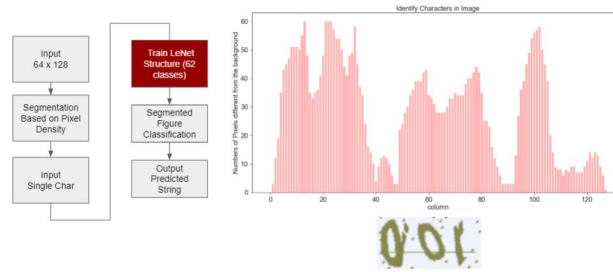 Input
64 x 128
Segmentation
Based on Pixel
Density
Input
Single Char
Train LeNet
Structure (62
classes)
Segmented
Figure
Classification
Output
Predicted
String
Identify Characters in Image
Numbers of Pixels different from the background
60
50
40
30
20
10
0
0
20
40
60
80
100
120
column